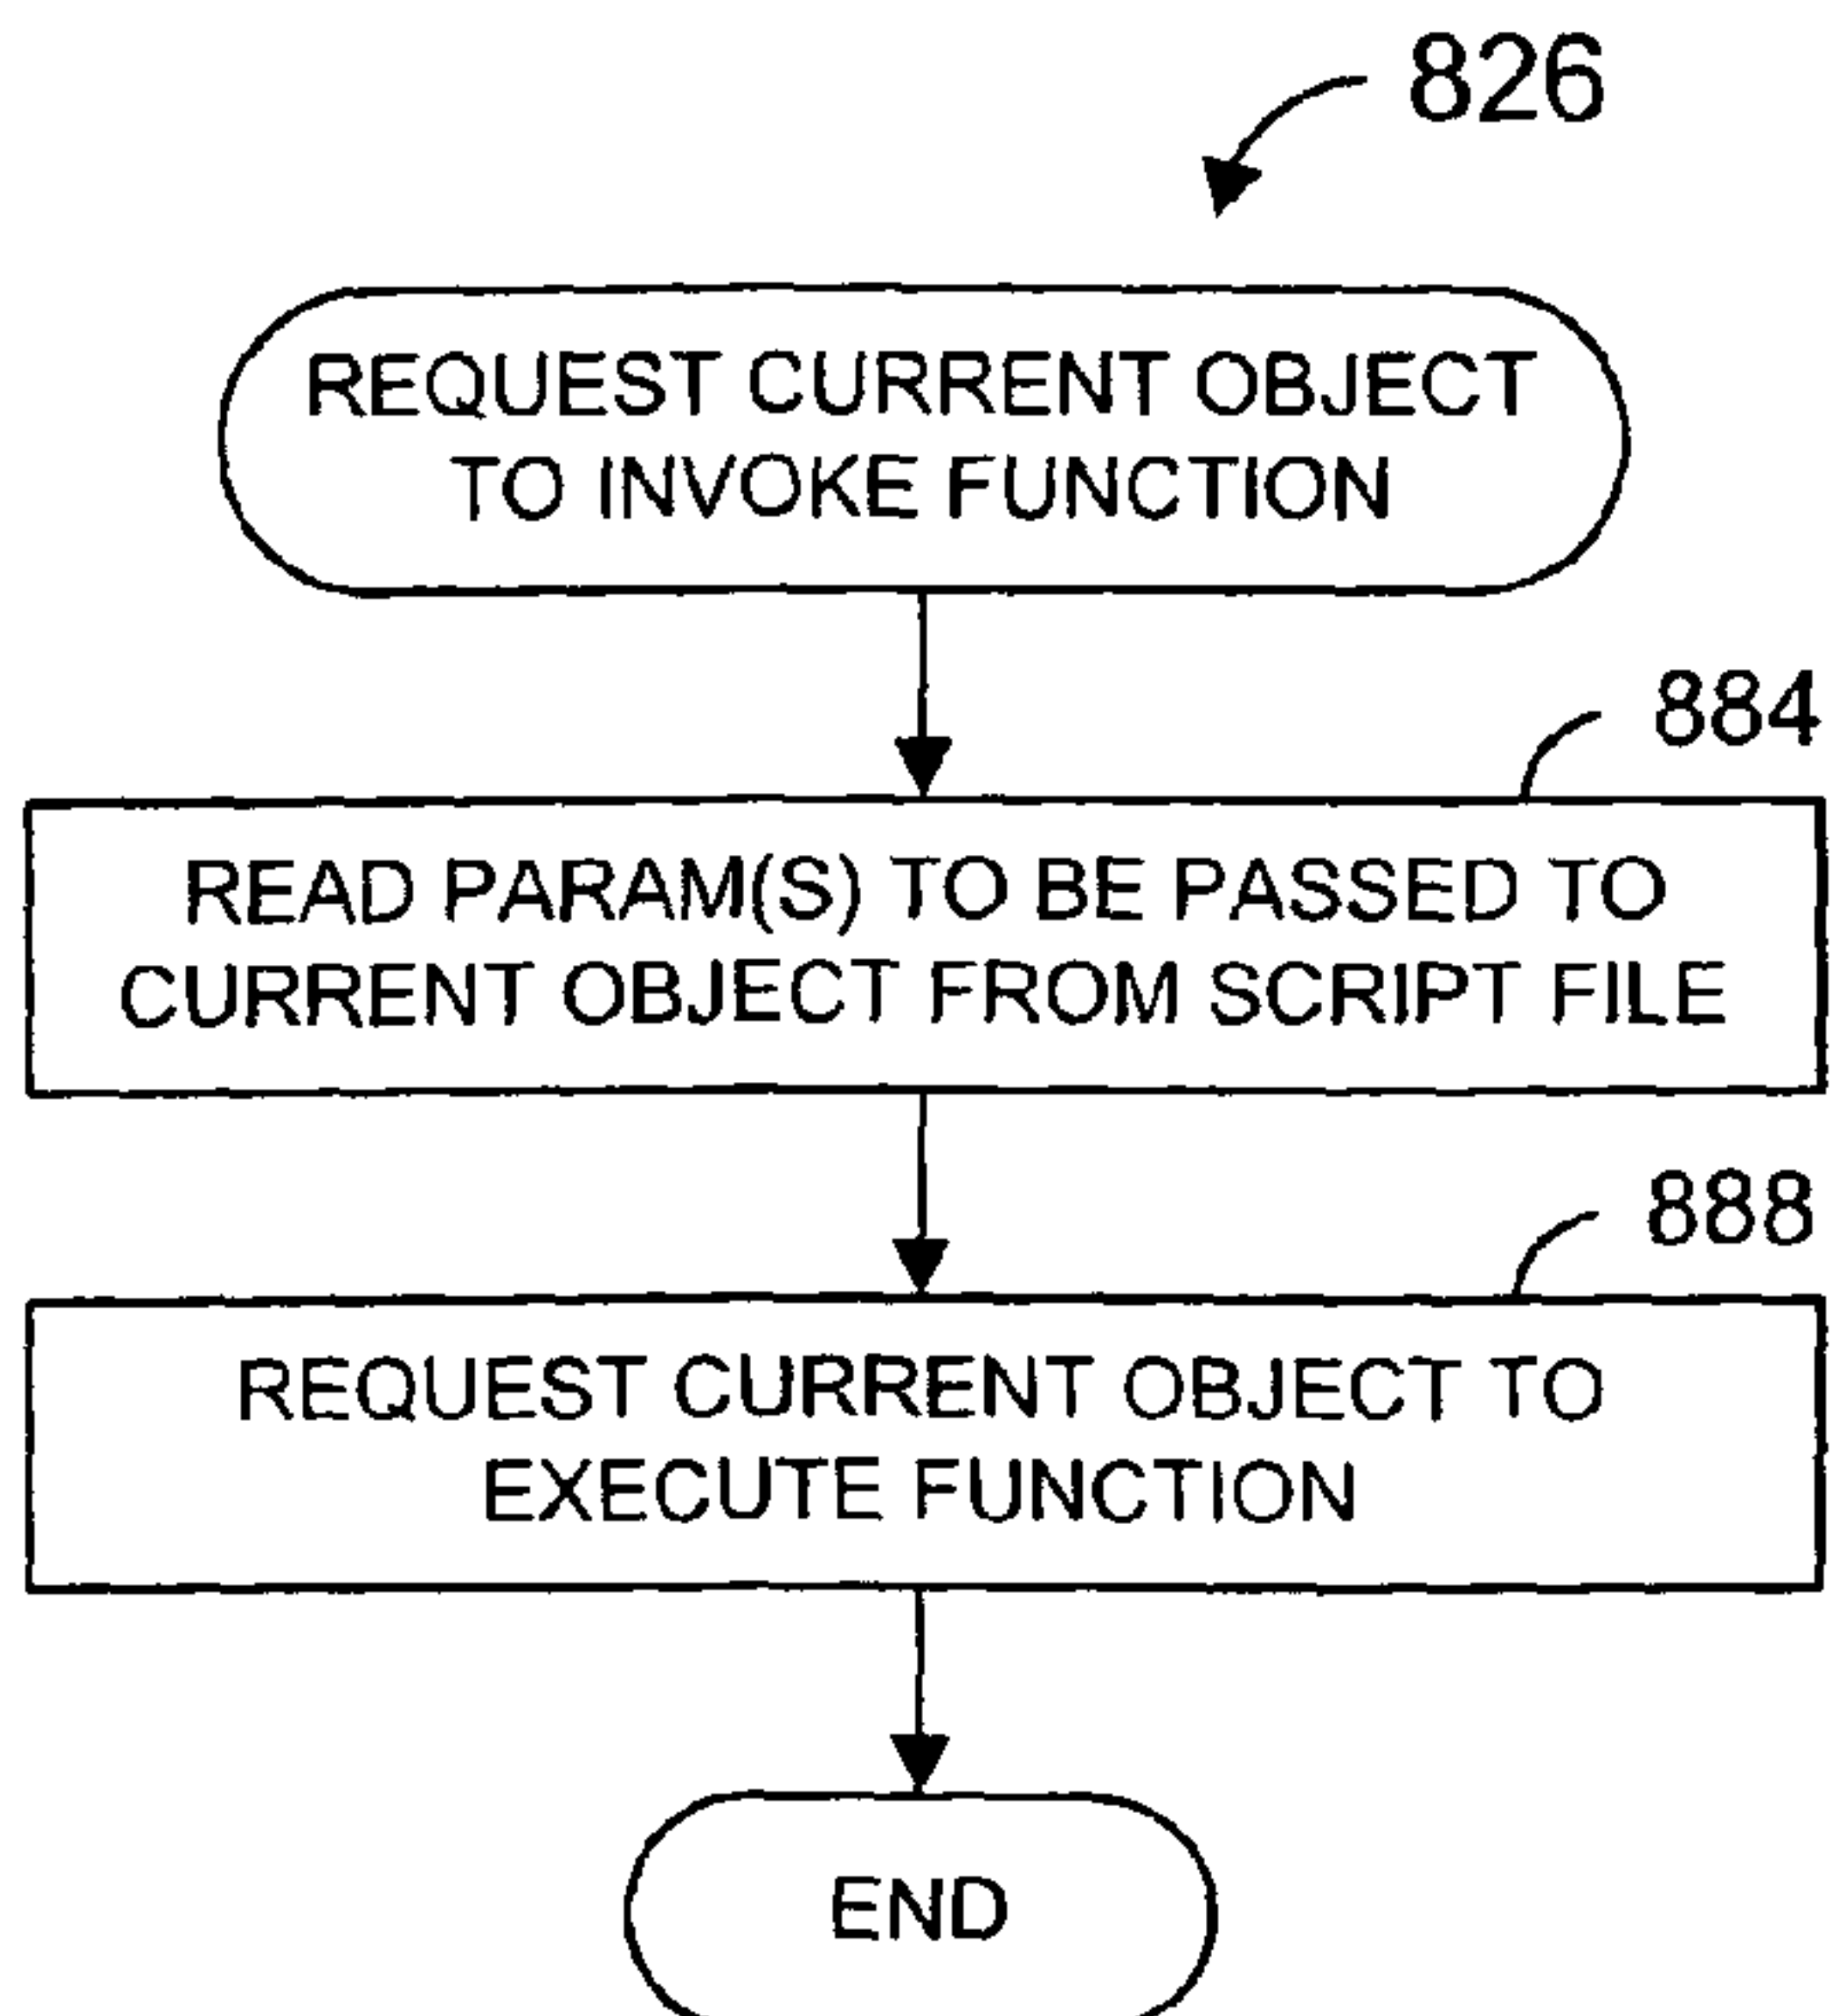 826
REQUEST CURRENT OBJECT
TO INVOKE FUNCTION
884
READ PARAM(S) TO BE PASSED TO
CURRENT OBJECT FROM SCRIPT FILE
888
REQUEST CURRENT OBJECT TO
EXECUTE FUNCTION
END